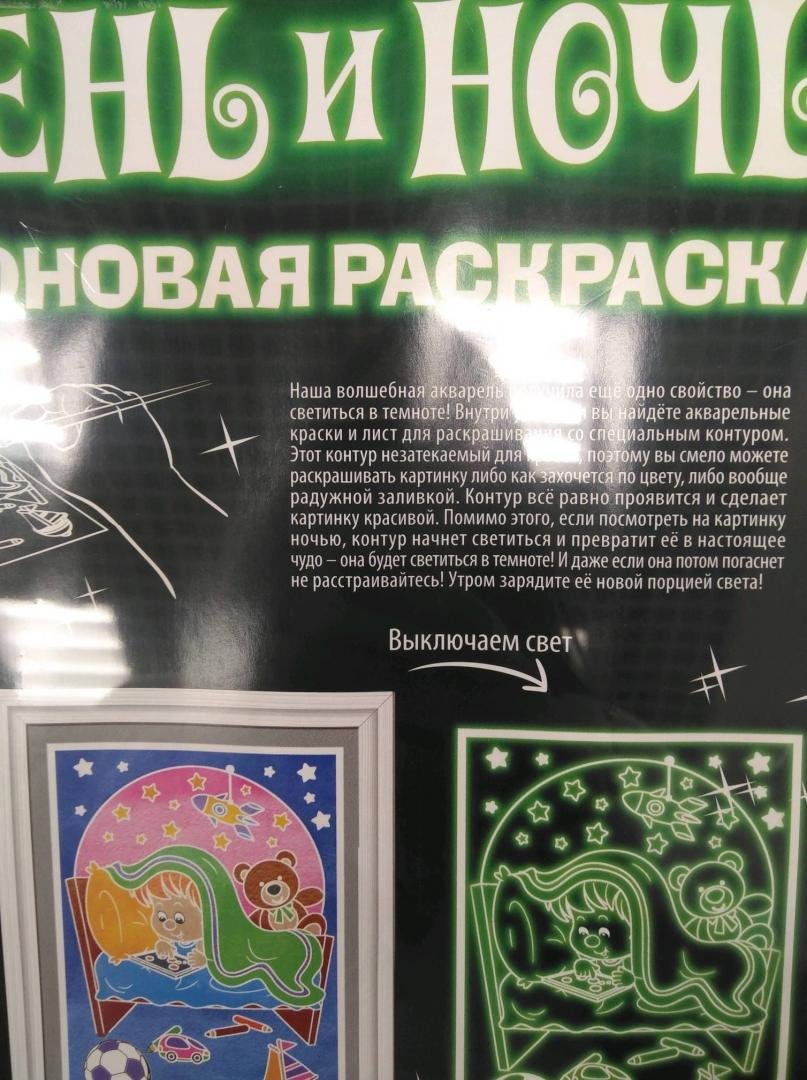 ЕНЬ И НОЧЬ
ОНОВАЯ РАСКРАСКА
Наша волшебная акварель получила ещё одно свойство – она
светиться в темноте! Внутри вы найдёте акварельные
краски и лист для раскрашивания со специальным контуром.
Этот контур незатекаемый для поэтому вы смело можете
раскрашивать картинку либо как захочется по цвету, либо вообще
радужной заливкой. Контур всё равно проявится и сделает
картинку красивой. Помимо этого, если посмотреть на картинку
ночью, контур начнет светиться и превратит её в настоящее
чудо – она будет светиться в темноте! И даже если она потом погаснет
не расстраивайтесь! Утром зарядите её новой порцией света!
Выключаем свет